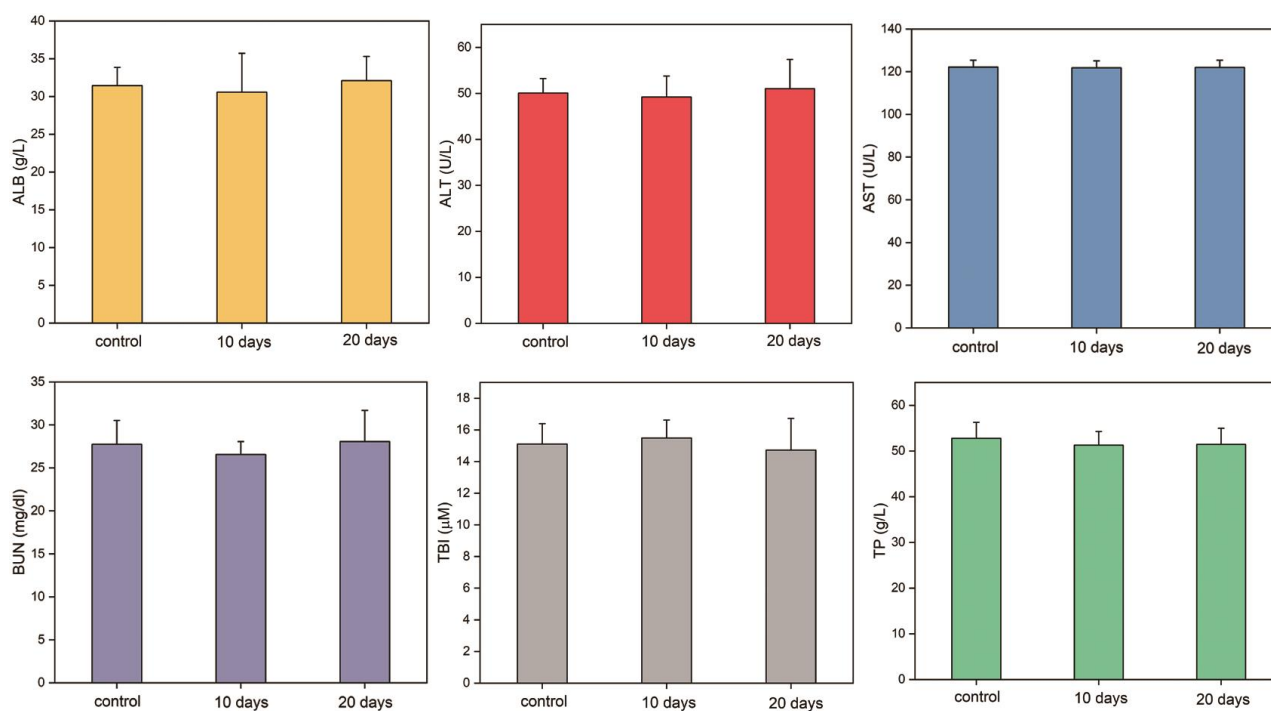 40
35
30
25
20
15
10
5
0
ALB (g/L)
control
10 days
20 days
60
50
40
30
20
10
0
ALT (U/L)
control
10 days
20 days
140
120
100
80
60
40
20
0
AST (U/L)
control
10 days
20 days
35
30
25
20
15
10
5
0
BUN (mg/dl)
control
10 days
20 days
18
16
14
12
10
8
6
4
2
0
TBI (μM)
control
10 days
20 days
60
50
40
30
20
10
0
TP (g/L)
control
10 days
20 days